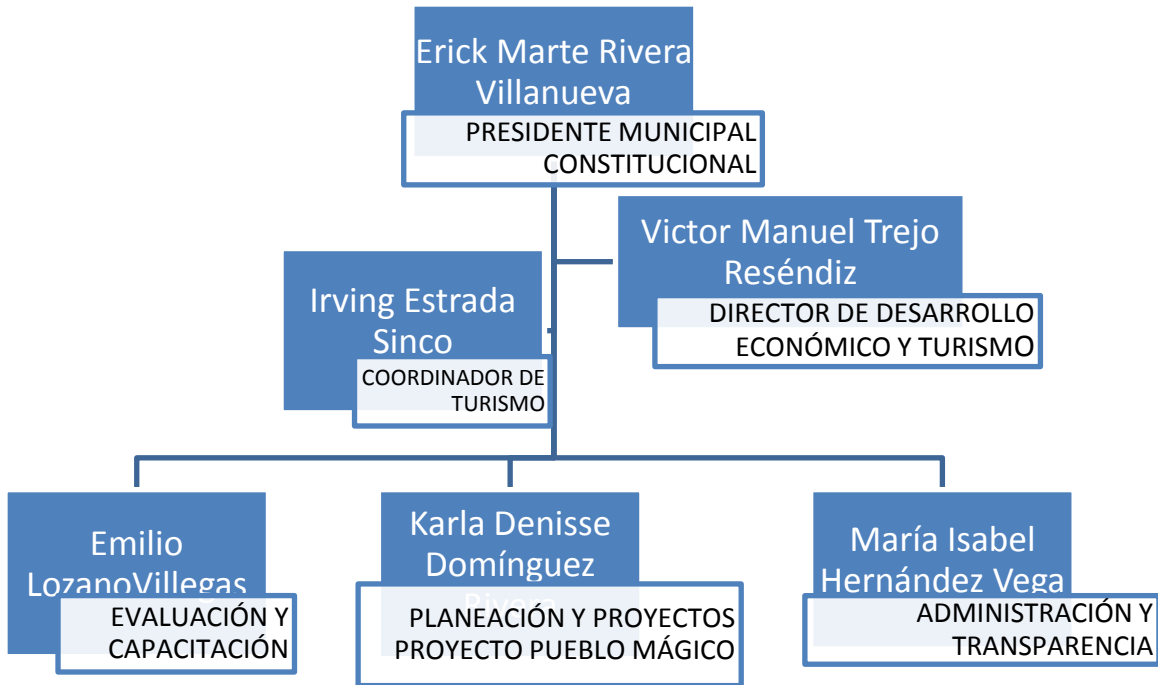 Erick Marte Rivera
Villanueva
PRESIDENTE MUNICIPAL
CONSTITUCIONAL
Victor Manuel Trejo
Reséndiz
DIRECTOR DE DESARROLLO
ECONÓMICO Y TURISMO
Irving Estrada
Sinco
COORDINADOR DE
TURISMO
Emilio
LozanoVillegas
EVALUACIÓN Y
CAPACITACIÓN
Karla Denisse
Domínguez
Rivera
PLANEACIÓN Y PROYECTOS
PROYECTO PUEBLO MÁGICO
María Isabel
Hernández Vega
ADMINISTRACIÓN Y
TRANSPARENCIA